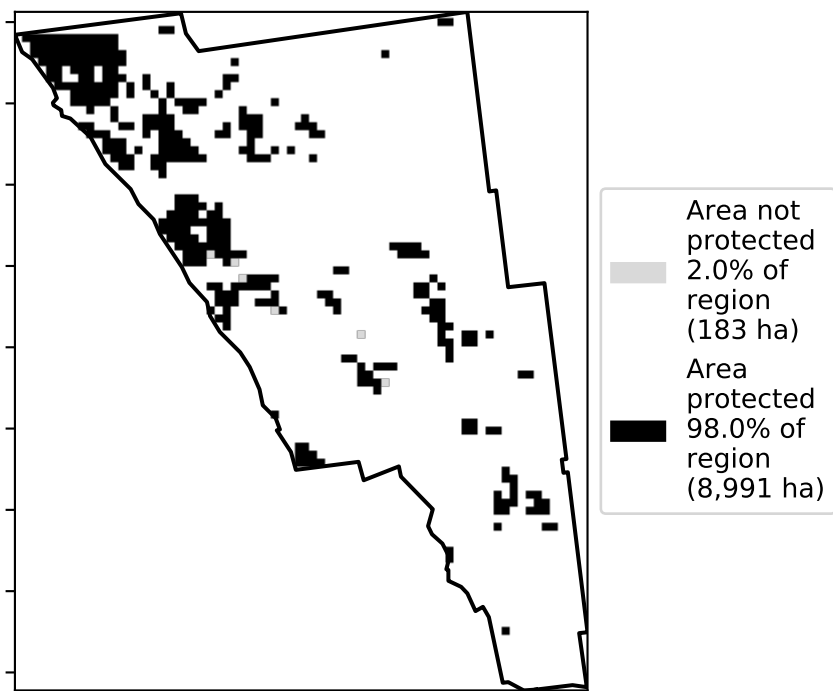 Area not
protected
2.0% of
region
(183 ha)
Area
protected
98.0% of
region
(8,991 ha)